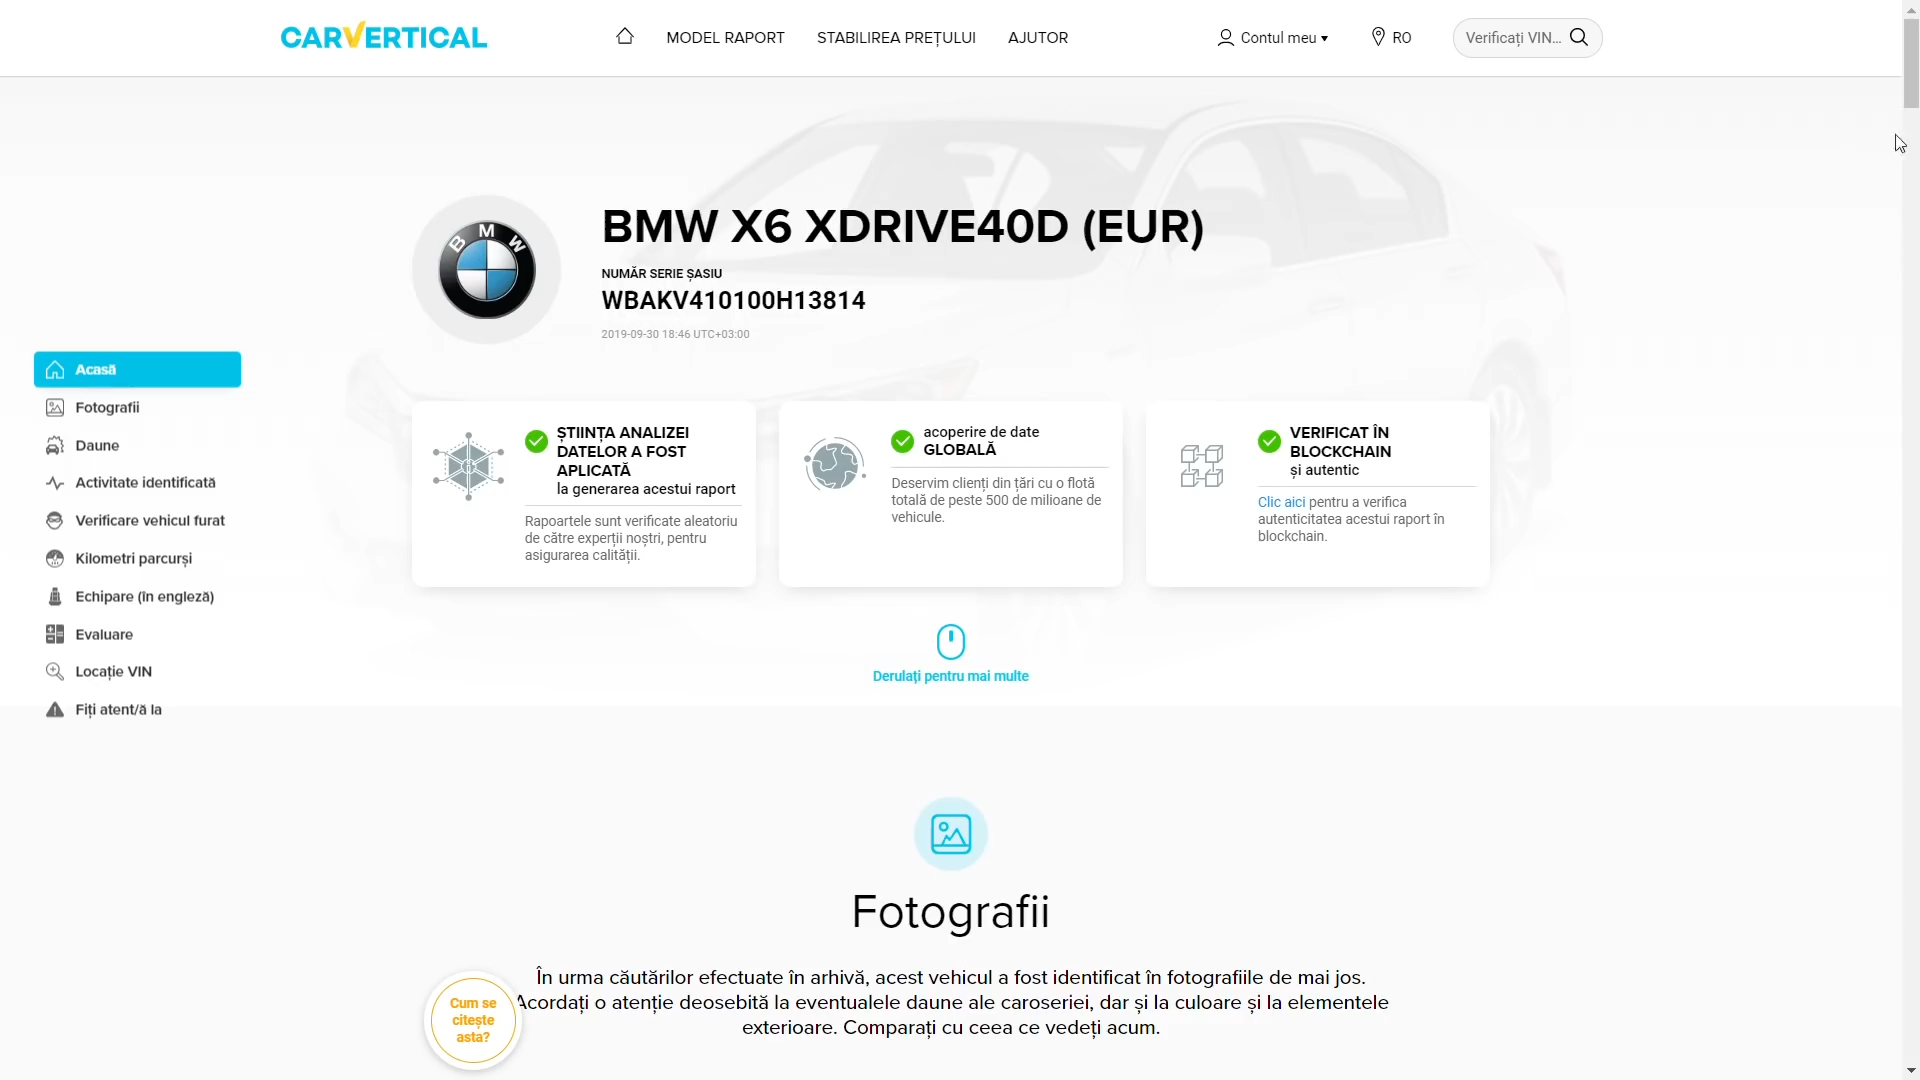 CARVERTICAL
MODEL RAPORT
STABILIREA PREȚULUI
AJUTOR
Contul meu
RO
Verificați VIN...
BMW
BMW X6 XDRIVE40D (EUR)
NUMĂR SERIE ȘASIU
WBAKV410100H13814
2019-09-30 18:46 UTC+03:00
Acasă
Fotografii
Daune
Activitate identificată
Verificare vehicul furat
Kilometri parcurși
Echipare (în engleză)
Evaluare
Locație VIN
Fiți atent/ă la
ȘTIINȚA ANALIZEI
DATELOR A FOST
APLICATĂ
la generarea acestui raport
Rapoartele sunt verificate aleatoriu
de către experții noștri, pentru
asigurarea calității.
acoperire de date
GLOBALĂ
Deservim clienți din țări cu o flotă
totală de peste 500 de milioane de
vehicule.
VERIFICAT ÎN
BLOCKCHAIN
și autentic
Clic aici pentru a verifica
autenticitatea acestui raport în
blockchain.
Derulați pentru mai multe
Fotografii
În urma căutărilor efectuate în arhivă, acest vehicul a fost identificat în fotografiile de mai jos.
Acordați o atenție deosebită la eventualele daune ale caroseriei, dar și la culoare și la elementele
exterioare. Comparați cu ceea ce vedeți acum.
Cum se
citește
asta?